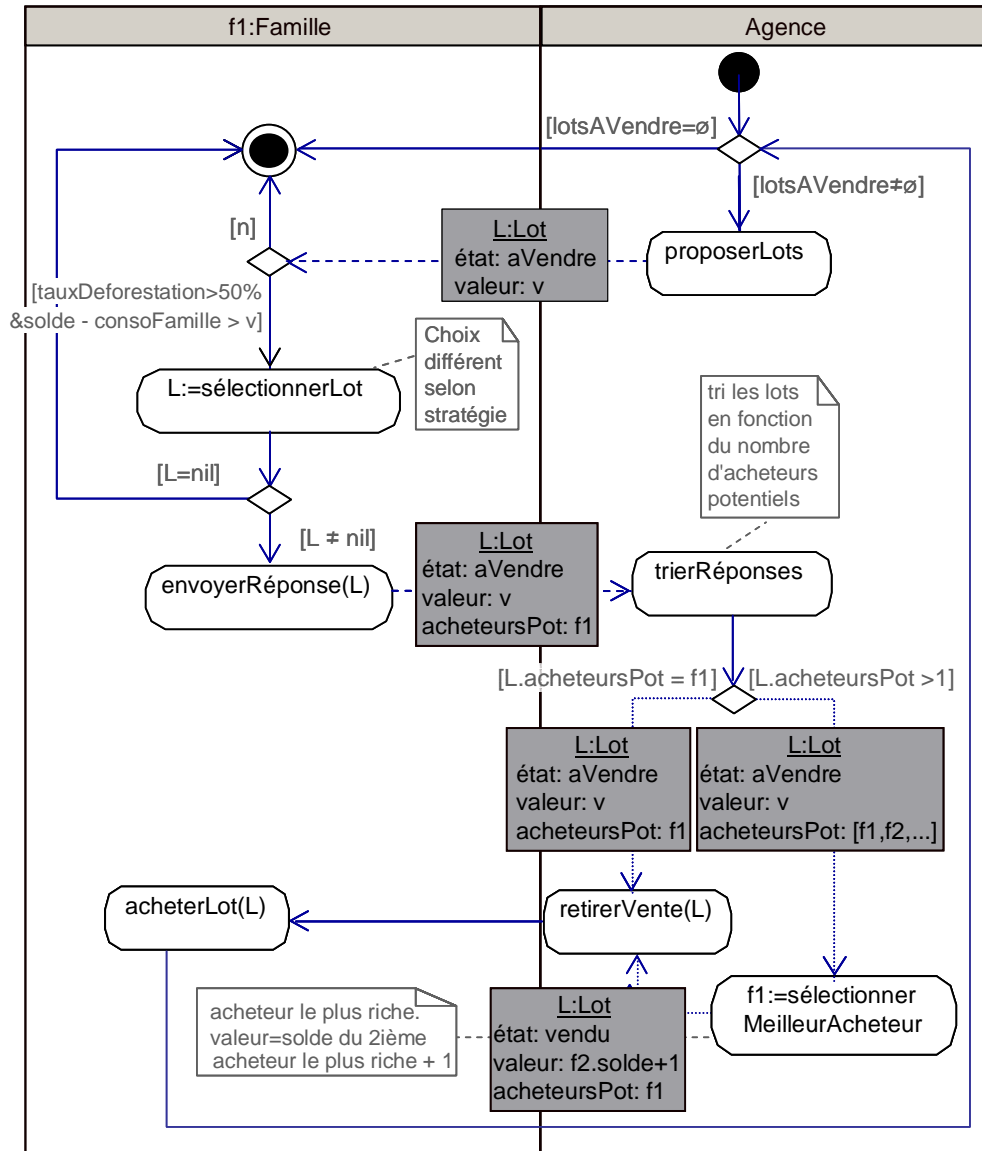 f1:Famille
Agence
[lotsAVendre=ø]
[lotsAVendre≠ø]
[n]
L:Lot
état: aVendre
valeur: v
proposerLots
[tauxDeforestation>50%
&solde - consoFamille > v]
Choix
différent
selon
stratégie
L:=sélectionnerLot
tri les lots
en fonction
du nombre
d'acheteurs
potentiels
[L=nil]
[L ≠ nil]
envoyerRéponse(L)
L:Lot
état: aVendre
valeur: v
acheteursPot: f1
trierRéponses
[L.acheteursPot = f1]
[L.acheteursPot >1]
L:Lot
état: aVendre
valeur: v
acheteursPot: f1
L:Lot
état: aVendre
valeur: v
acheteursPot: [f1,f2,...]
acheterLot(L)
retirerVente(L)
acheteur le plus riche.
valeur=solde du 2ième
acheteur le plus riche + 1
L:Lot
état: vendu
valeur: f2.solde+1
acheteursPot: f1
f1:=sélectionner
MeilleurAcheteur